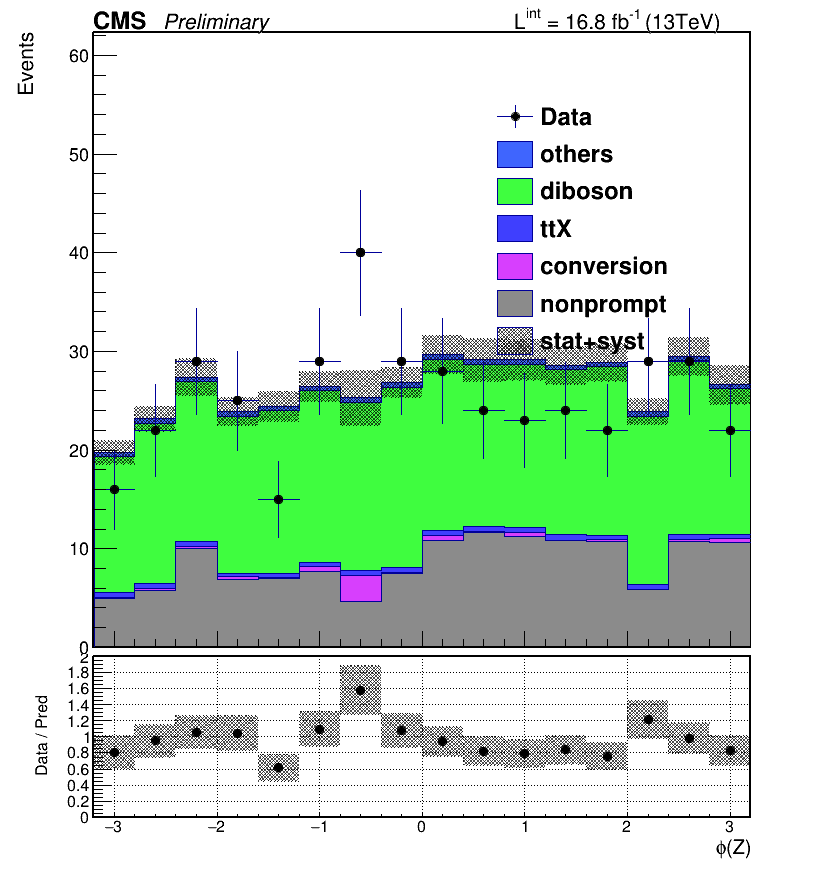 CMS Preliminary L^int = 16.8 fb^-1 (13TeV)
Events
60
50
40
30
20
10
0
Data
others
diboson
ttX
conversion
nonprompt
stat+syst
Data / Pred
2
1.8
1.6
1.4
1.2
1
0.8
0.6
0.4
0.2
0
−3 −2 −1 0 1 2 3
ϕ(Z)